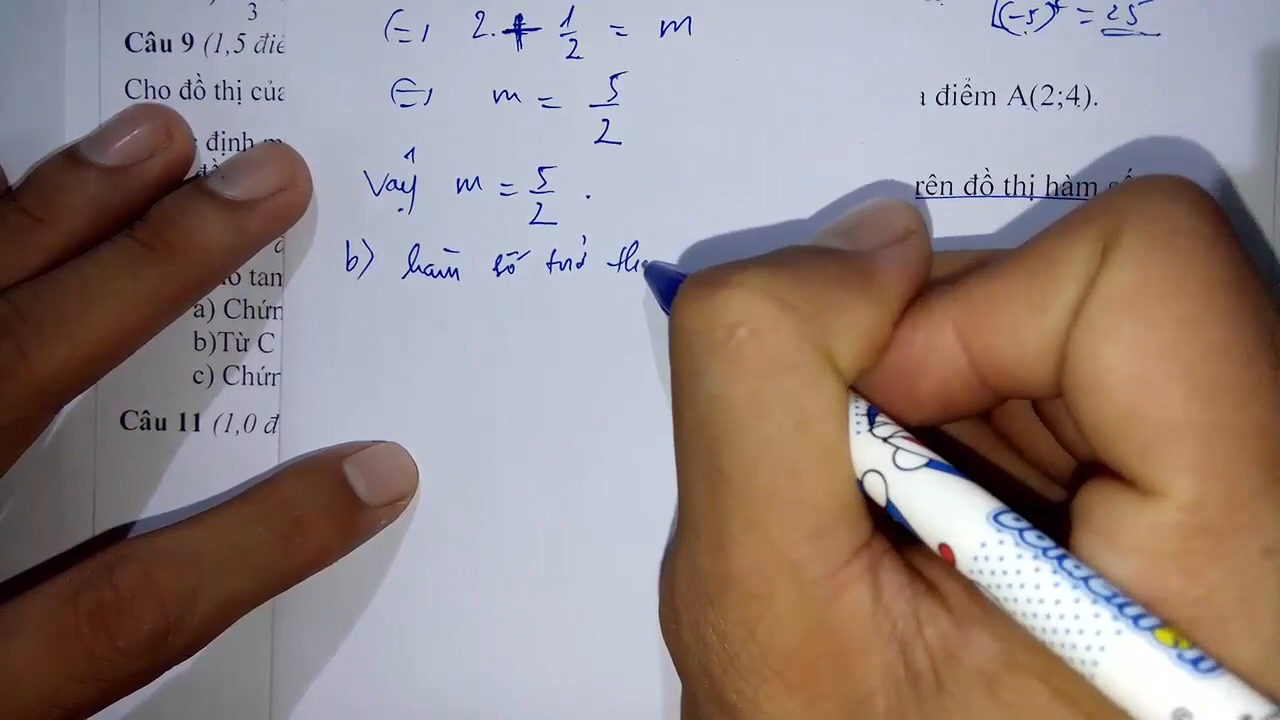 3
Câu 9 (1,5 điể
Cho đồ thị của
định m
a) Chứn
b)Từ C
c) Chứn
Câu 11 (1,0 đ
⇔ 2 + 1/2 = m
⇔ m = 5/2
Vậy m = 5/2 .
b) hàm số trở th
[(-5)² = 25
điểm A(2;4).
rên đồ thị hàm số